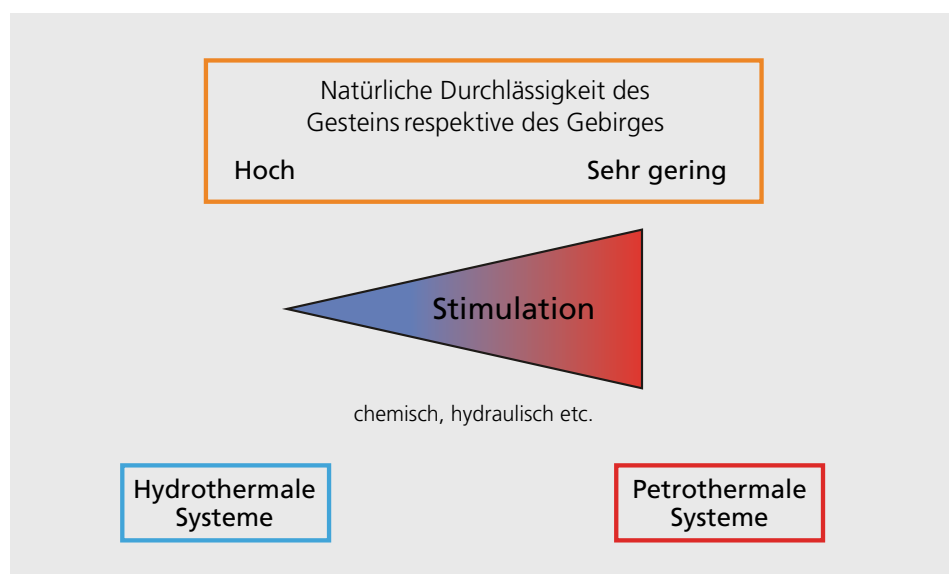 Natürliche Durchlässigkeit des
Gesteins respektive des Gebirges
Hoch
Sehr gering
Stimulation
chemisch, hydraulisch etc.
Hydrothermale
Systeme
Petrothermale
Systeme